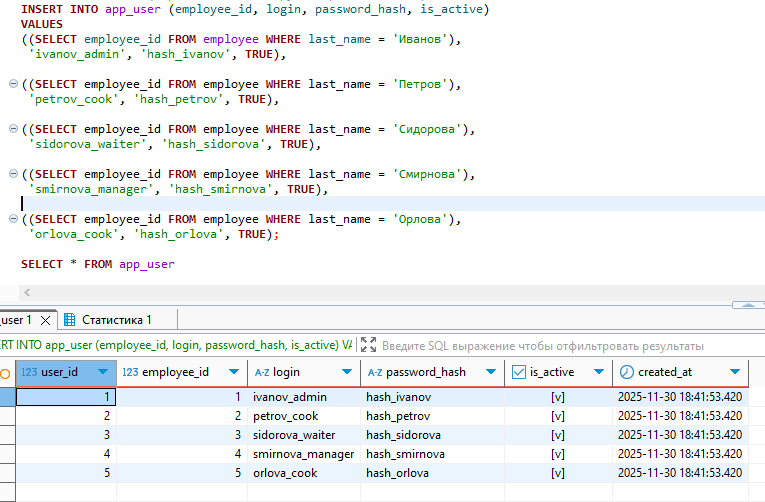 INSERT INTO app_user (employee_id, login, password_hash, is_active)
VALUES
((SELECT employee_id FROM employee WHERE last_name = 'Иванов'),
'ivanov_admin', 'hash_ivanov', TRUE),
((SELECT employee_id FROM employee WHERE last_name = 'Петров'),
'petrov_cook', 'hash_petrov', TRUE),
((SELECT employee_id FROM employee WHERE last_name = 'Сидорова'),
'sidorova_waiter', 'hash_sidorova', TRUE),
((SELECT employee_id FROM employee WHERE last_name = 'Смирнова'),
'smirnova_manager', 'hash_smirnova', TRUE),
((SELECT employee_id FROM employee WHERE last_name = 'Орлова'),
'orlova_cook', 'hash_orlova', TRUE);
SELECT * FROM app_user
_user 1 Статистика 1
ERT INTO app_user (employee_id, login, password_hash, is_active) VA Введите SQL выражение чтобы отфильтровать результаты
123 user_id 123 employee_id A-Z login A-Z password_hash is_active created_at
1 1 ivanov_admin hash_ivanov [v] 2025-11-30 18:41:53.420
2 2 petrov_cook hash_petrov [v] 2025-11-30 18:41:53.420
3 3 sidorova_waiter hash_sidorova [v] 2025-11-30 18:41:53.420
4 4 smirnova_manager hash_smirnova [v] 2025-11-30 18:41:53.420
5 5 orlova_cook hash_orlova [v] 2025-11-30 18:41:53.420